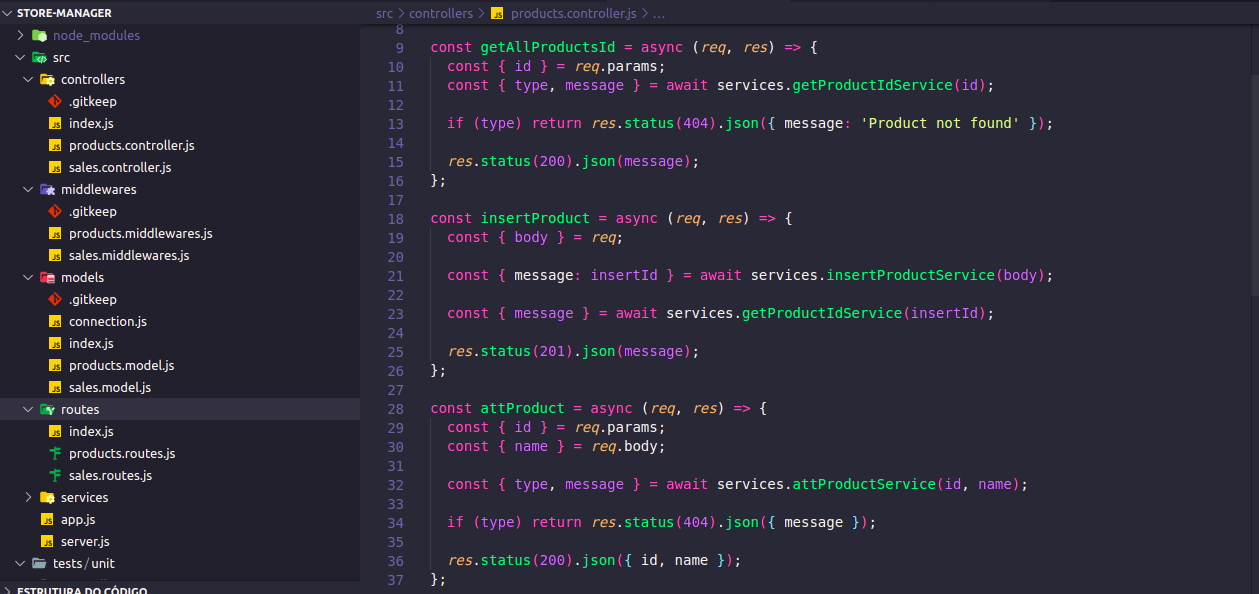 STORE-MANAGER
node_modules
src
controllers
.gitkeep
index.js
products.controller.js
sales.controller.js
middlewares
.gitkeep
products.middlewares.js
sales.middlewares.js
models
.gitkeep
connection.js
index.js
products.model.js
sales.model.js
routes
index.js
products.routes.js
sales.routes.js
services
app.js
server.js
tests/unit
ESTRUTURA DO CÓDIGO
src > controllers > JS products.controller.js > ...
8
9 const getAllProductsId = async (req, res) => {
10   const { id } = req.params;
11   const { type, message } = await services.getProductIdService(id);
12
13   if (type) return res.status(404).json({ message: 'Product not found' });
14
15   res.status(200).json(message);
16 };
17
18 const insertProduct = async (req, res) => {
19   const { body } = req;
20
21   const { message: insertId } = await services.insertProductService(body);
22
23   const { message } = await services.getProductIdService(insertId);
24
25   res.status(201).json(message);
26 };
27
28 const attProduct = async (req, res) => {
29   const { id } = req.params;
30   const { name } = req.body;
31
32   const { type, message } = await services.attProductService(id, name);
33
34   if (type) return res.status(404).json({ message });
35
36   res.status(200).json({ id, name });
37 };